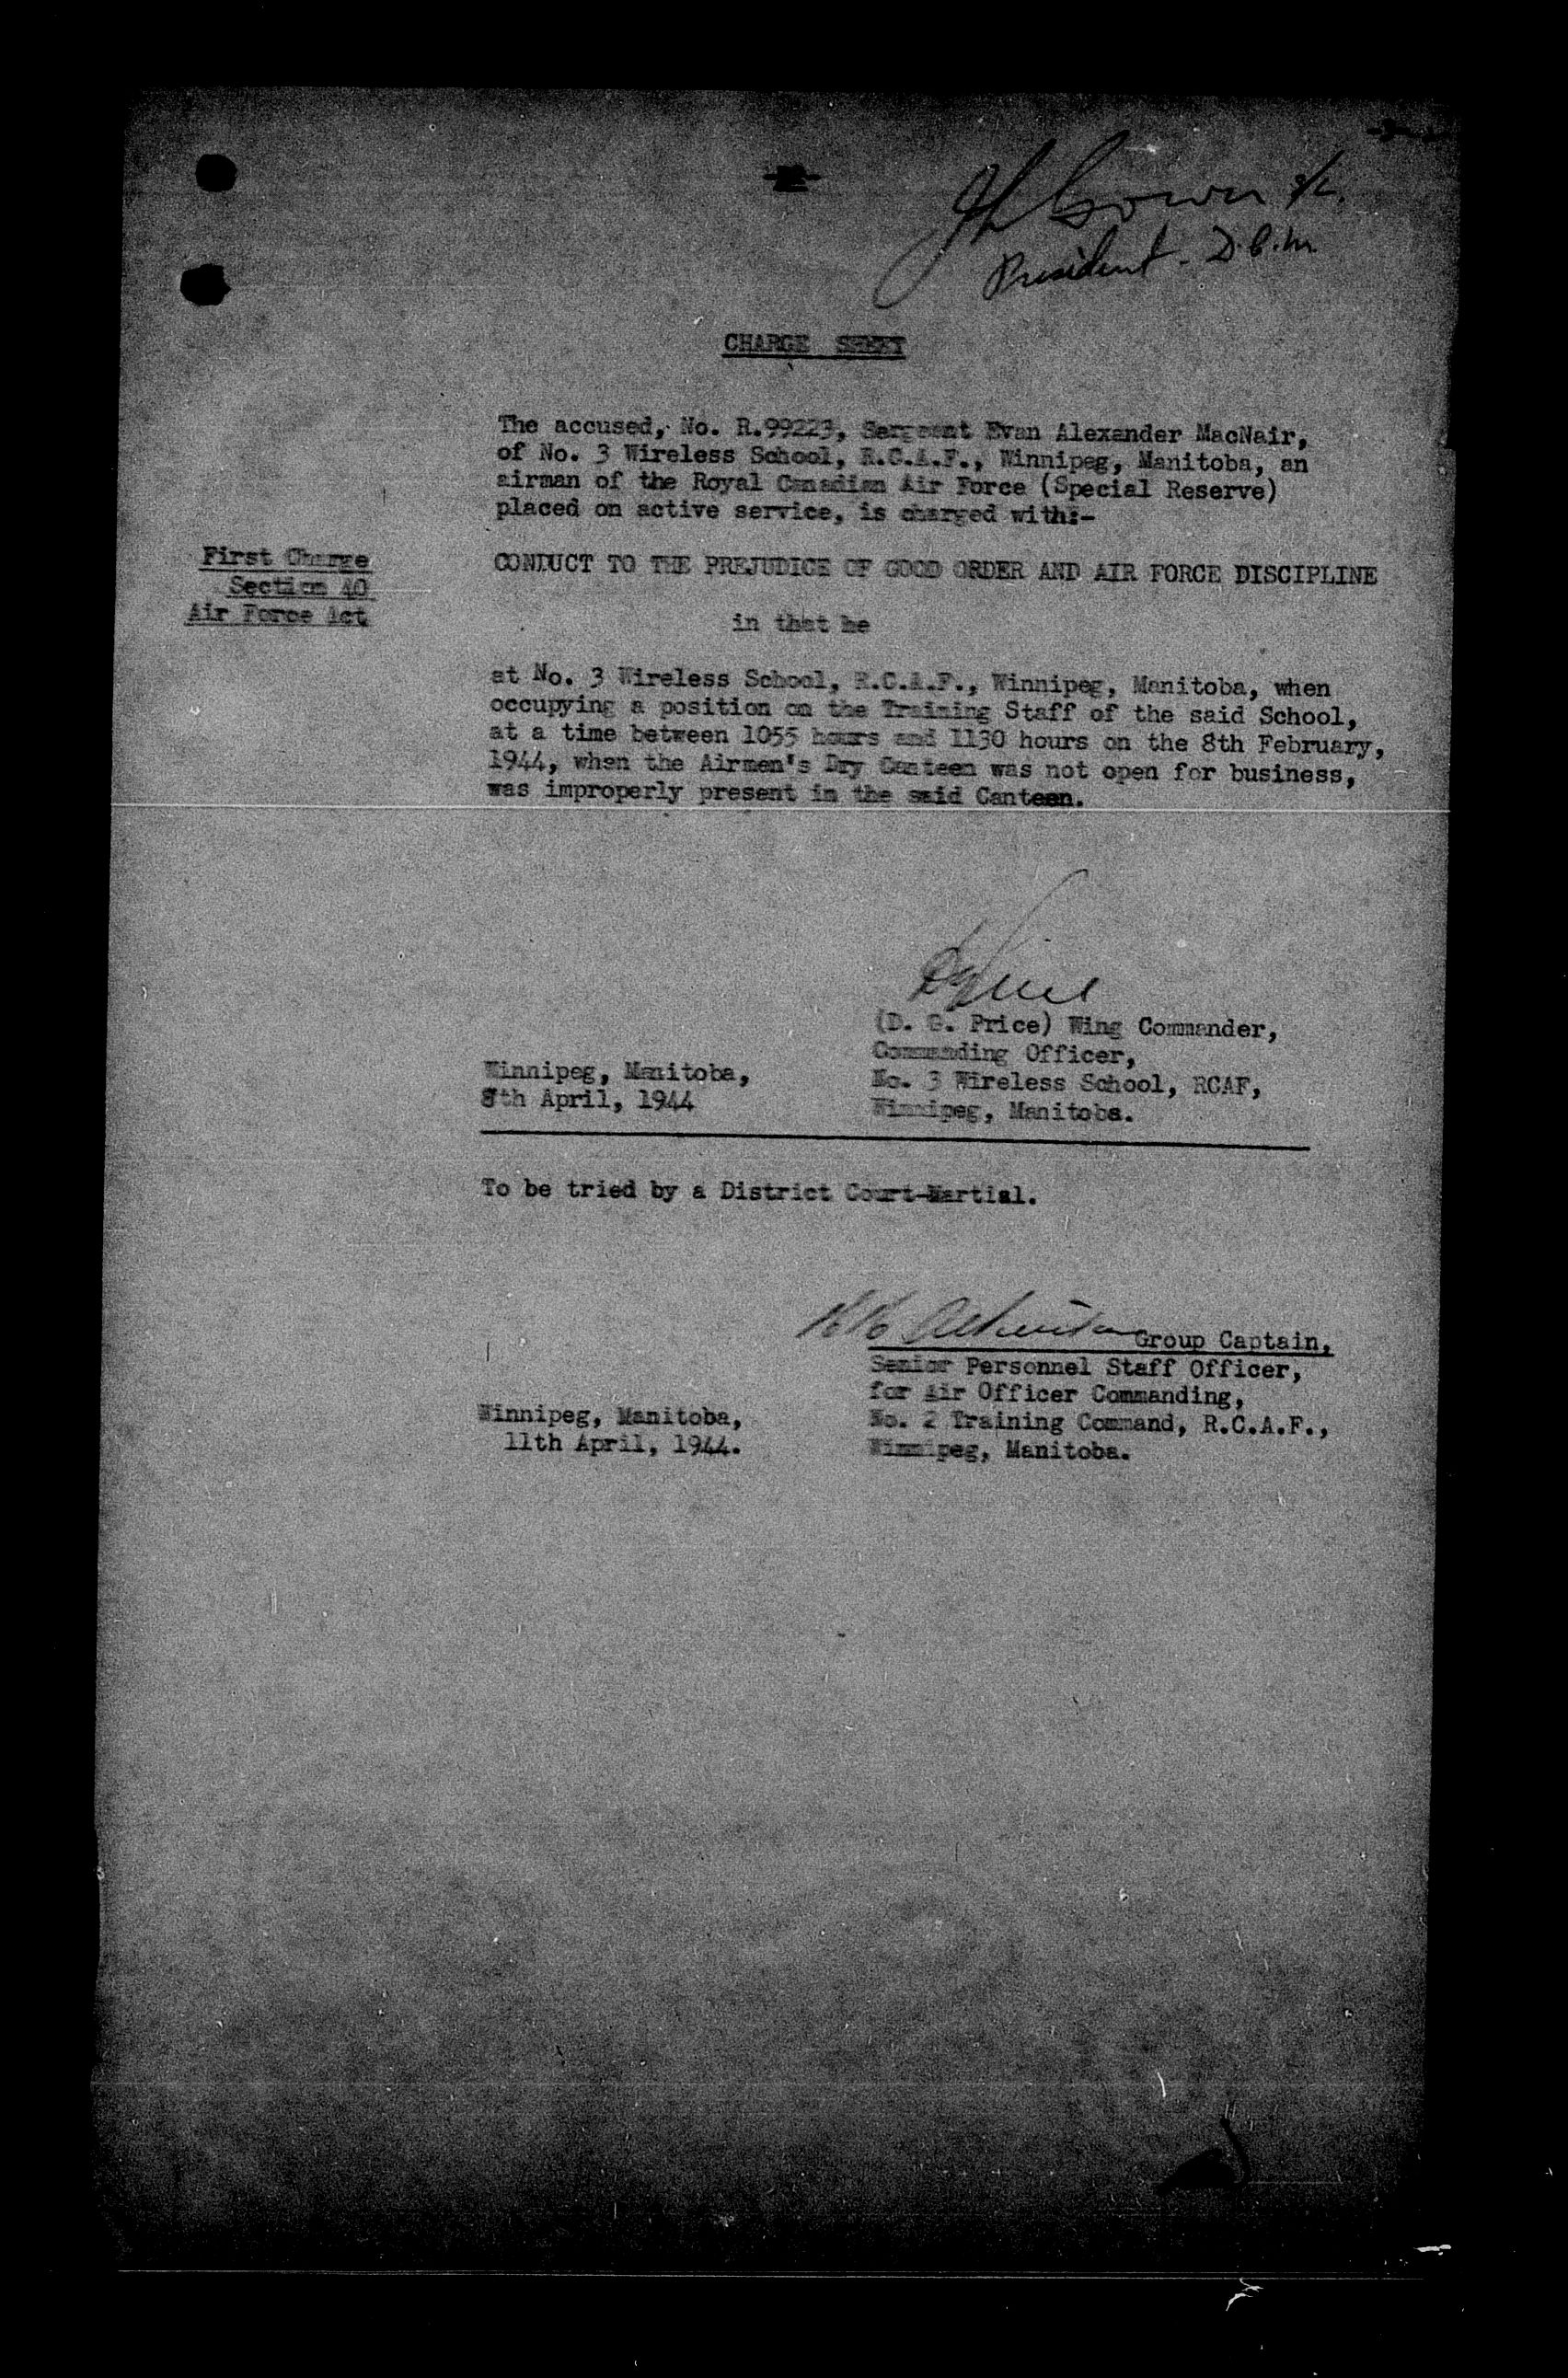 President. D.C.M.
CHARGE SHEET
The accused, No. R.99223, Sergeant Evan Alexander MacNair,
of No. 3 Wireless School, R.C.A.F., Winnipeg, Manitoba, an
airman of the Royal Canadian Air Force (Special Reserve)
placed on active service, is charged with:-
First Charge
Section 40
Air Force Act
CONDUCT TO THE PREJUDICE OF GOOD ORDER AND AIR FORCE DISCIPLINE
in that he
at No. 3 Wireless School, R.C.A.F., Winnipeg, Manitoba, when
occupying a position on the Training Staff of the said School,
at a time between 1055 hours and 1130 hours on the 8th February,
1944, when the Airmen's Dry Canteen was not open for business,
was improperly present in the said Canteen.
(D. G. Price) Wing Commander,
Commanding Officer,
No. 3 Wireless School, RCAF,
Winnipeg, Manitoba.
Winnipeg, Manitoba,
8th April, 1944
To be tried by a District Court-Martial.
Group Captain,
Senior Personnel Staff Officer,
for Air Officer Commanding,
No. 2 Training Command, R.C.A.F.,
Winnipeg, Manitoba.
Winnipeg, Manitoba,
11th April, 1944.